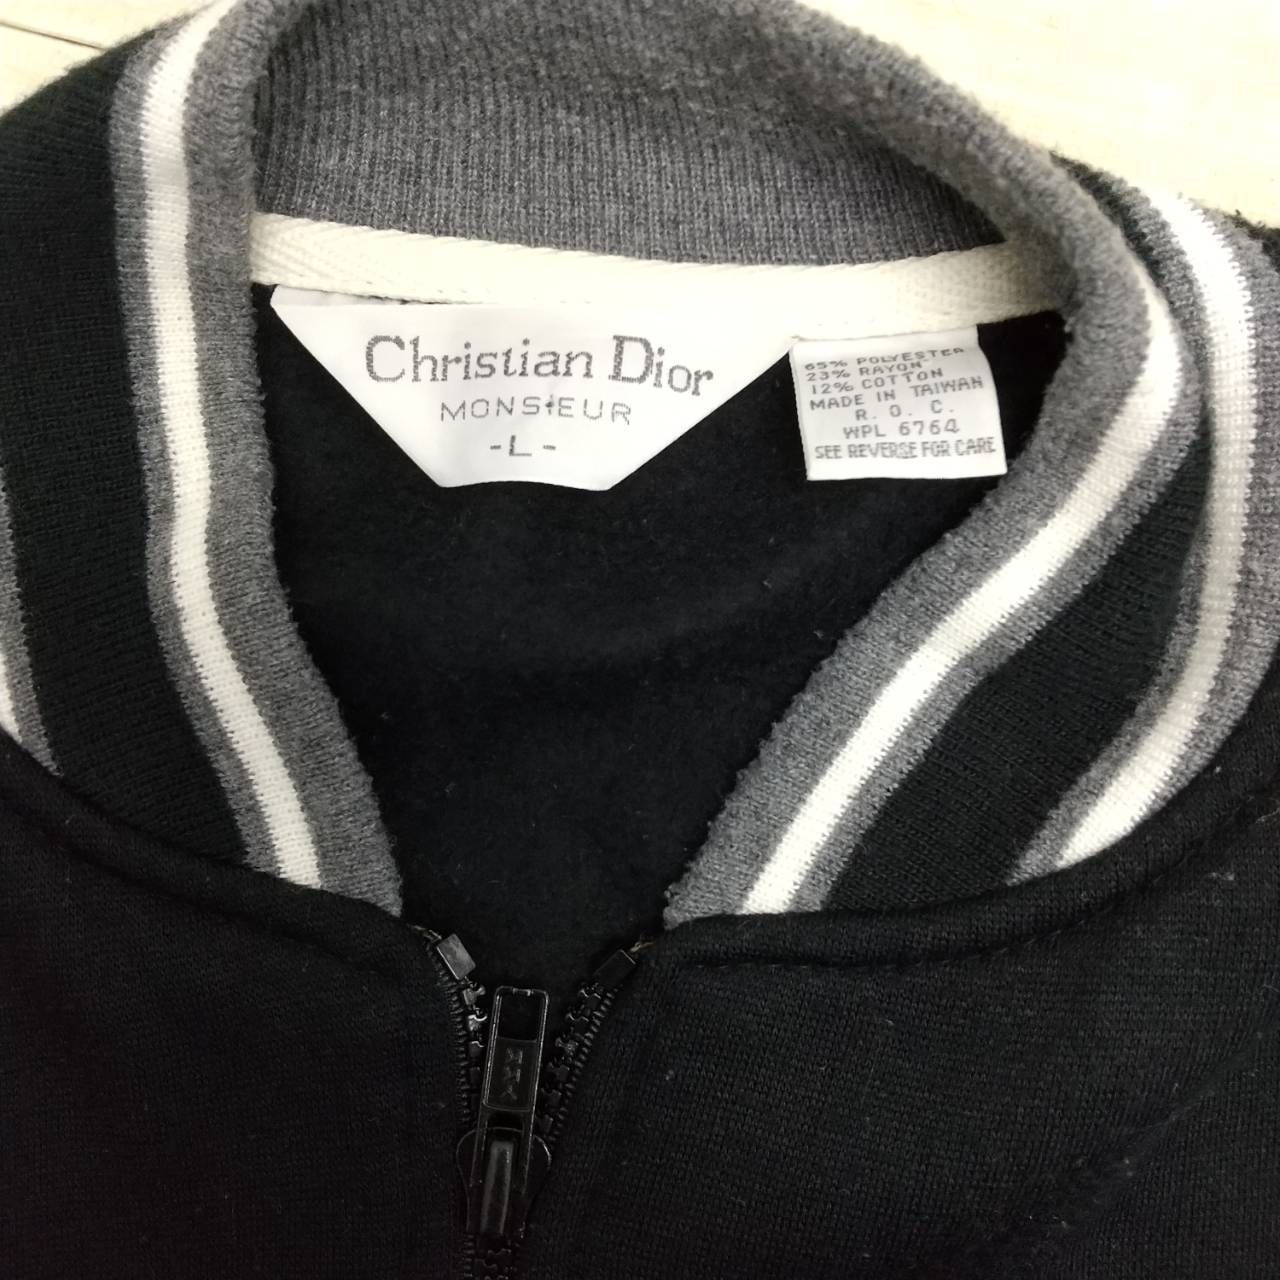 Christian Dior
MONSIEUR
-L-
65% POLYESTER
23% RAYON
12% COTTON
MADE IN TAIWAN
R. O. C.
WPL 6764
SEE REVERSE FOR CARE